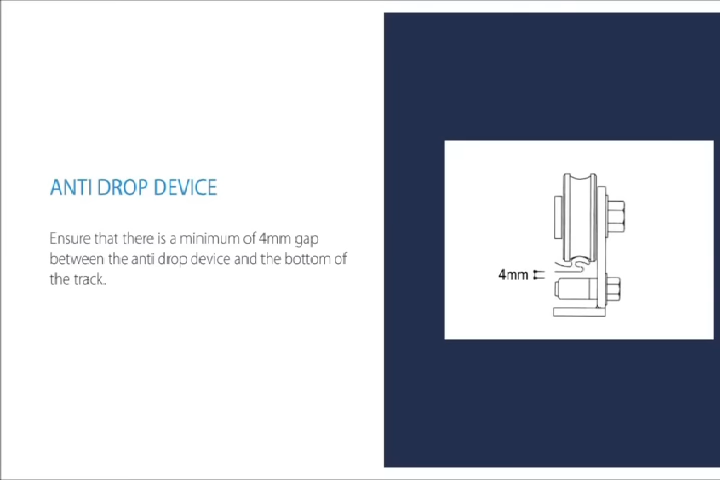 ANTI DROP DEVICE
Ensure that there is a minimum of 4mm gap
between the anti drop device and the bottom of
the track.
4mm